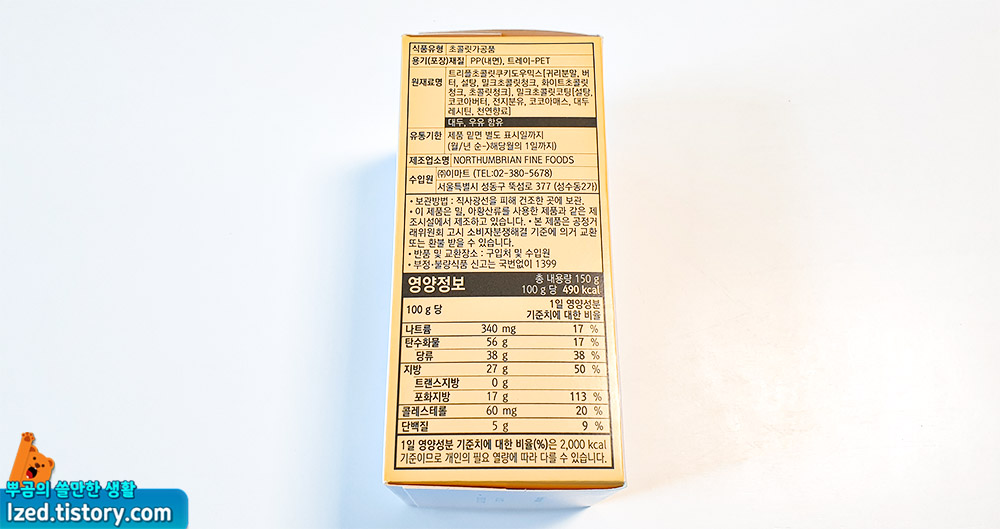 식품유형 초콜릿가공품
용기(포장)재질 PP(내면), 트레이-PET
원재료명 트리플초콜릿쿠키도우믹스[귀리분말, 버
터, 설탕, 밀크초콜릿청크, 화이트초콜릿
청크, 초콜릿청크], 밀크초콜릿코팅[설탕,
코코아버터, 전지분유, 코코아매스, 대두
레시틴, 천연향료]
대두, 우유 함유
유통기한 제품 밑면 별도 표시일까지
(월/년 순->해당월의 1일까지)
제조업소명 NORTHUMBRIAN FINE FOODS
수입원 ㈜이마트 (TEL:02-380-5678)
서울특별시 성동구 뚝섬로 377 (성수동2가)
• 보관방법 : 직사광선을 피해 건조한 곳에 보관.
• 이 제품은 밀, 아황산류를 사용한 제품과 같은 제
조시설에서 제조하고 있습니다. • 본 제품은 공정거
래위원회 고시 소비자분쟁해결 기준에 의거 교환
또는 환불 받을 수 있습니다.
• 반품 및 교환장소 : 구입처 및 수입원
• 부정·불량식품 신고는 국번없이 1399
영양정보 총 내용량 150 g
100 g 당 490 kcal
100 g 당 1일 영양성분
기준치에 대한 비율
나트륨 340 mg 17 %
탄수화물 56 g 17 %
당류 38 g 38 %
지방 27 g 50 %
트랜스지방 0 g
포화지방 17 g 113 %
콜레스테롤 60 mg 20 %
단백질 5 g 9 %
1일 영양성분 기준치에 대한 비율(%)은 2,000 kcal
기준이므로 개인의 필요 열량에 따라 다를 수 있습니다.
뿌곰의 쓸만한 생활
lzed.tistory.com